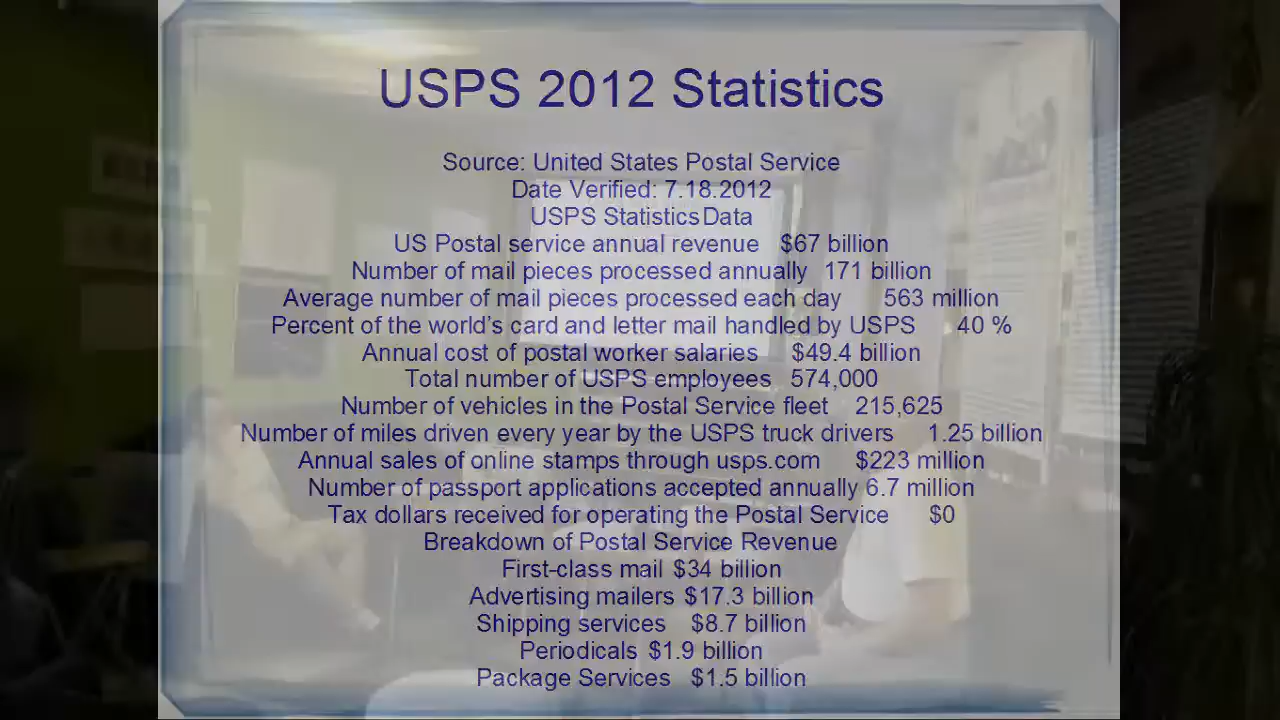 USPS 2012 Statistics
Source: United States Postal Service
Date Verified: 7.18.2012
USPS Statistics Data
US Postal service annual revenue $67 billion
Number of mail pieces processed annually 171 billion
Average number of mail pieces processed each day 563 million
Percent of the world's card and letter mail handled by USPS 40 %
Annual cost of postal worker salaries $49.4 billion
Total number of USPS employees 574,000
Number of vehicles in the Postal Service fleet 215,625
Number of miles driven every year by the USPS truck drivers 1.25 billion
Annual sales of online stamps through usps.com $223 million
Number of passport applications accepted annually 6.7 million
Tax dollars received for operating the Postal Service $0
Breakdown of Postal Service Revenue
First-class mail $34 billion
Advertising mailers $17.3 billion
Shipping services $8.7 billion
Periodicals $1.9 billion
Package Services $1.5 billion